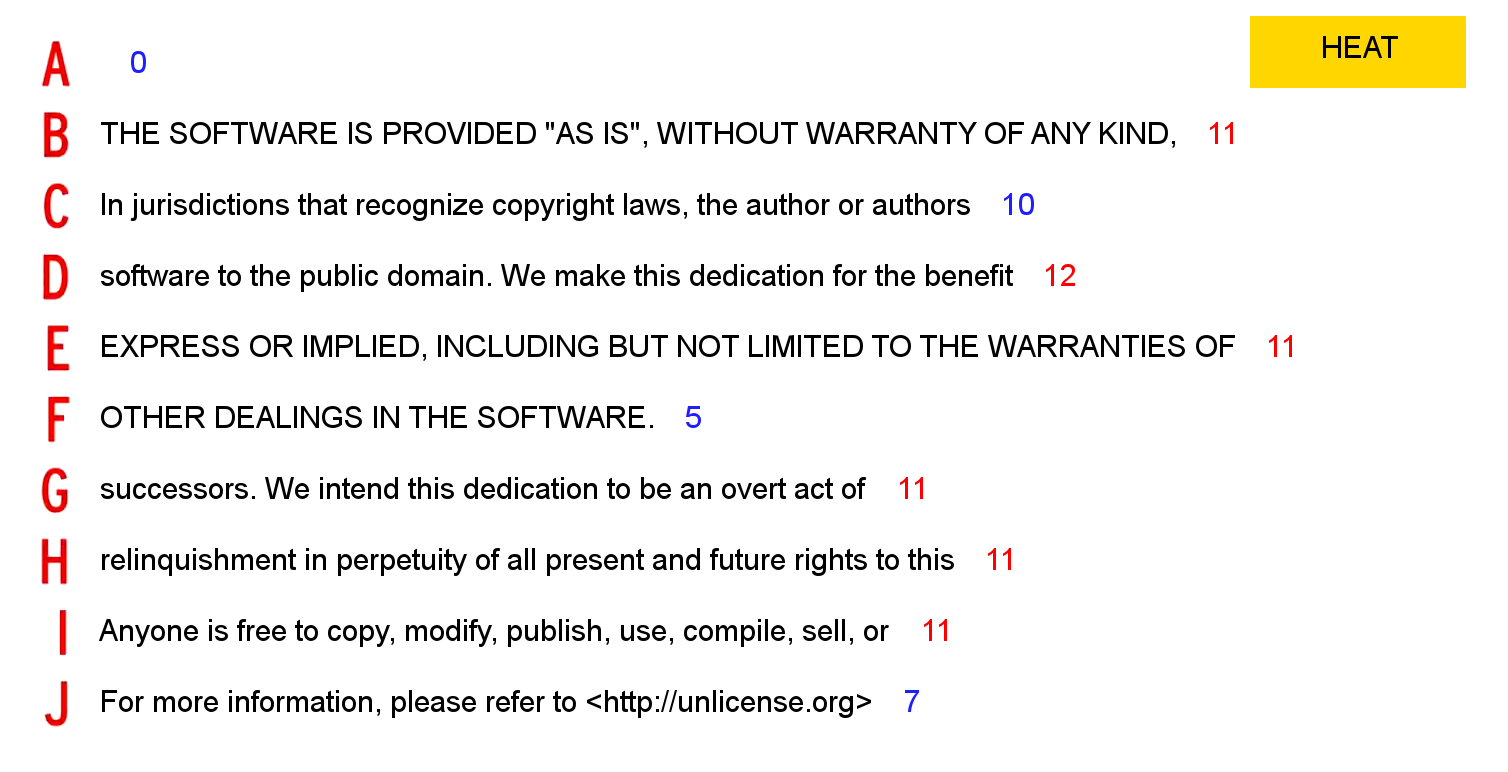 HEAT
A 0
B THE SOFTWARE IS PROVIDED "AS IS", WITHOUT WARRANTY OF ANY KIND, 11
C In jurisdictions that recognize copyright laws, the author or authors 10
D software to the public domain. We make this dedication for the benefit 12
E EXPRESS OR IMPLIED, INCLUDING BUT NOT LIMITED TO THE WARRANTIES OF 11
F OTHER DEALINGS IN THE SOFTWARE. 5
G successors. We intend this dedication to be an overt act of 11
H relinquishment in perpetuity of all present and future rights to this 11
I Anyone is free to copy, modify, publish, use, compile, sell, or 11
J For more information, please refer to <http://unlicense.org> 7